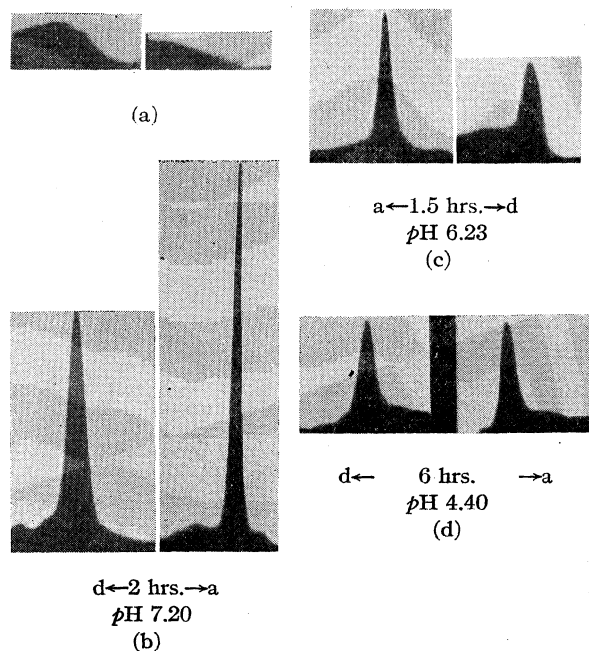 (a)
d←2 hrs.→a
pH 7.20
(b)
a←1.5 hrs.→d
pH 6.23
(c)
d← 6 hrs. →a
pH 4.40
(d)